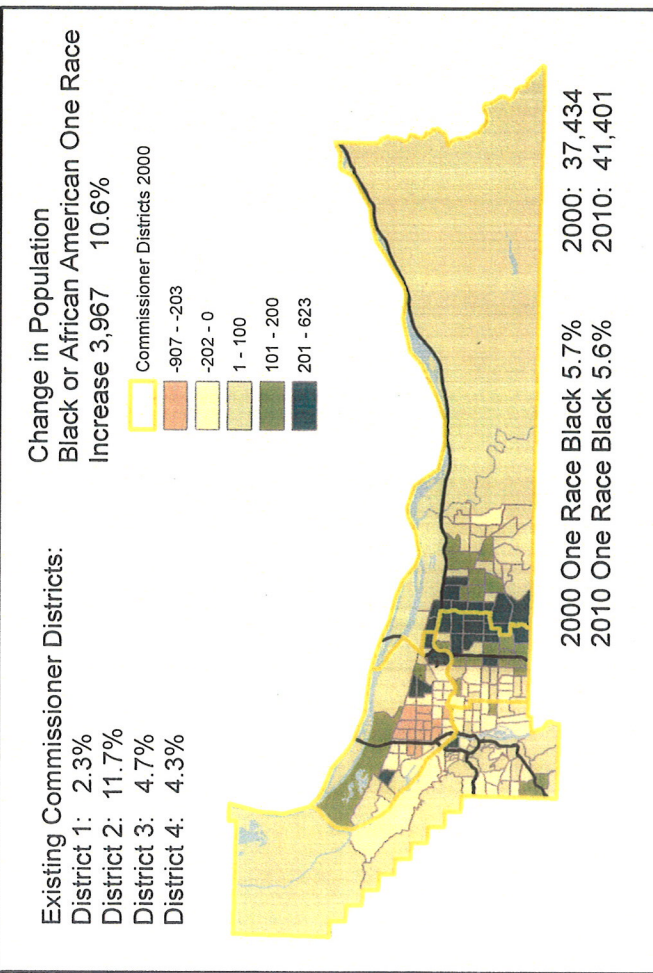 Existing Commissioner Districts:
District 1: 2.3%
District 2: 11.7%
District 3: 4.7%
District 4: 4.3%
Change in Population
Black or African American One Race
Increase 3,967 10.6%
Commissioner Districts 2000
-907 - -203
-202 - 0
1 - 100
101 - 200
201 - 623
2000 One Race Black 5.7% 2000: 37,434
2010 One Race Black 5.6% 2010: 41,401